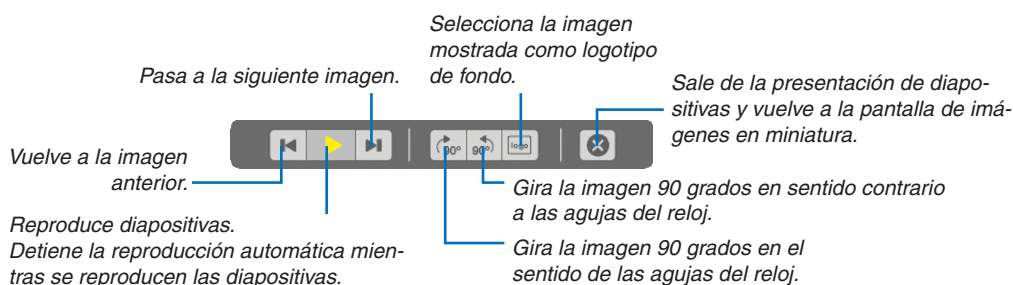 Selecciona la imagen
mostrada como logotipo
de fondo.
Pasa a la siguiente imagen.
Sale de la presentación de diapo-
sitivas y vuelve a la pantalla de imá-
genes en miniatura.
90º
90º
logo
Vuelve a la imagen
anterior.
Gira la imagen 90 grados en sentido contrario
a las agujas del reloj.
Reproduce diapositivas.
Detiene la reproducción automática mien-
tras se reproducen las diapositivas.
Gira la imagen 90 grados en el
sentido de las agujas del reloj.